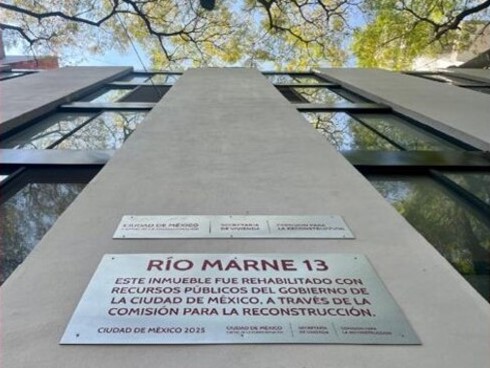 CIUDAD DE MÉXICO
SECRETARÍA DE VIVIENDA
COMISIÓN PARA LA RECONSTRUCCIÓN
RÍO MARNE 13
ESTE INMUEBLE FUE REHABILITADO CON
RECURSOS PÚBLICOS DEL GOBIERNO DE
LA CIUDAD DE MÉXICO, A TRAVÉS DE LA
COMISIÓN PARA LA RECONSTRUCCIÓN.
CIUDAD DE MÉXICO 2025
CIUDAD DE MÉXICO
SECRETARÍA DE VIVIENDA
COMISIÓN PARA LA RECONSTRUCCIÓN